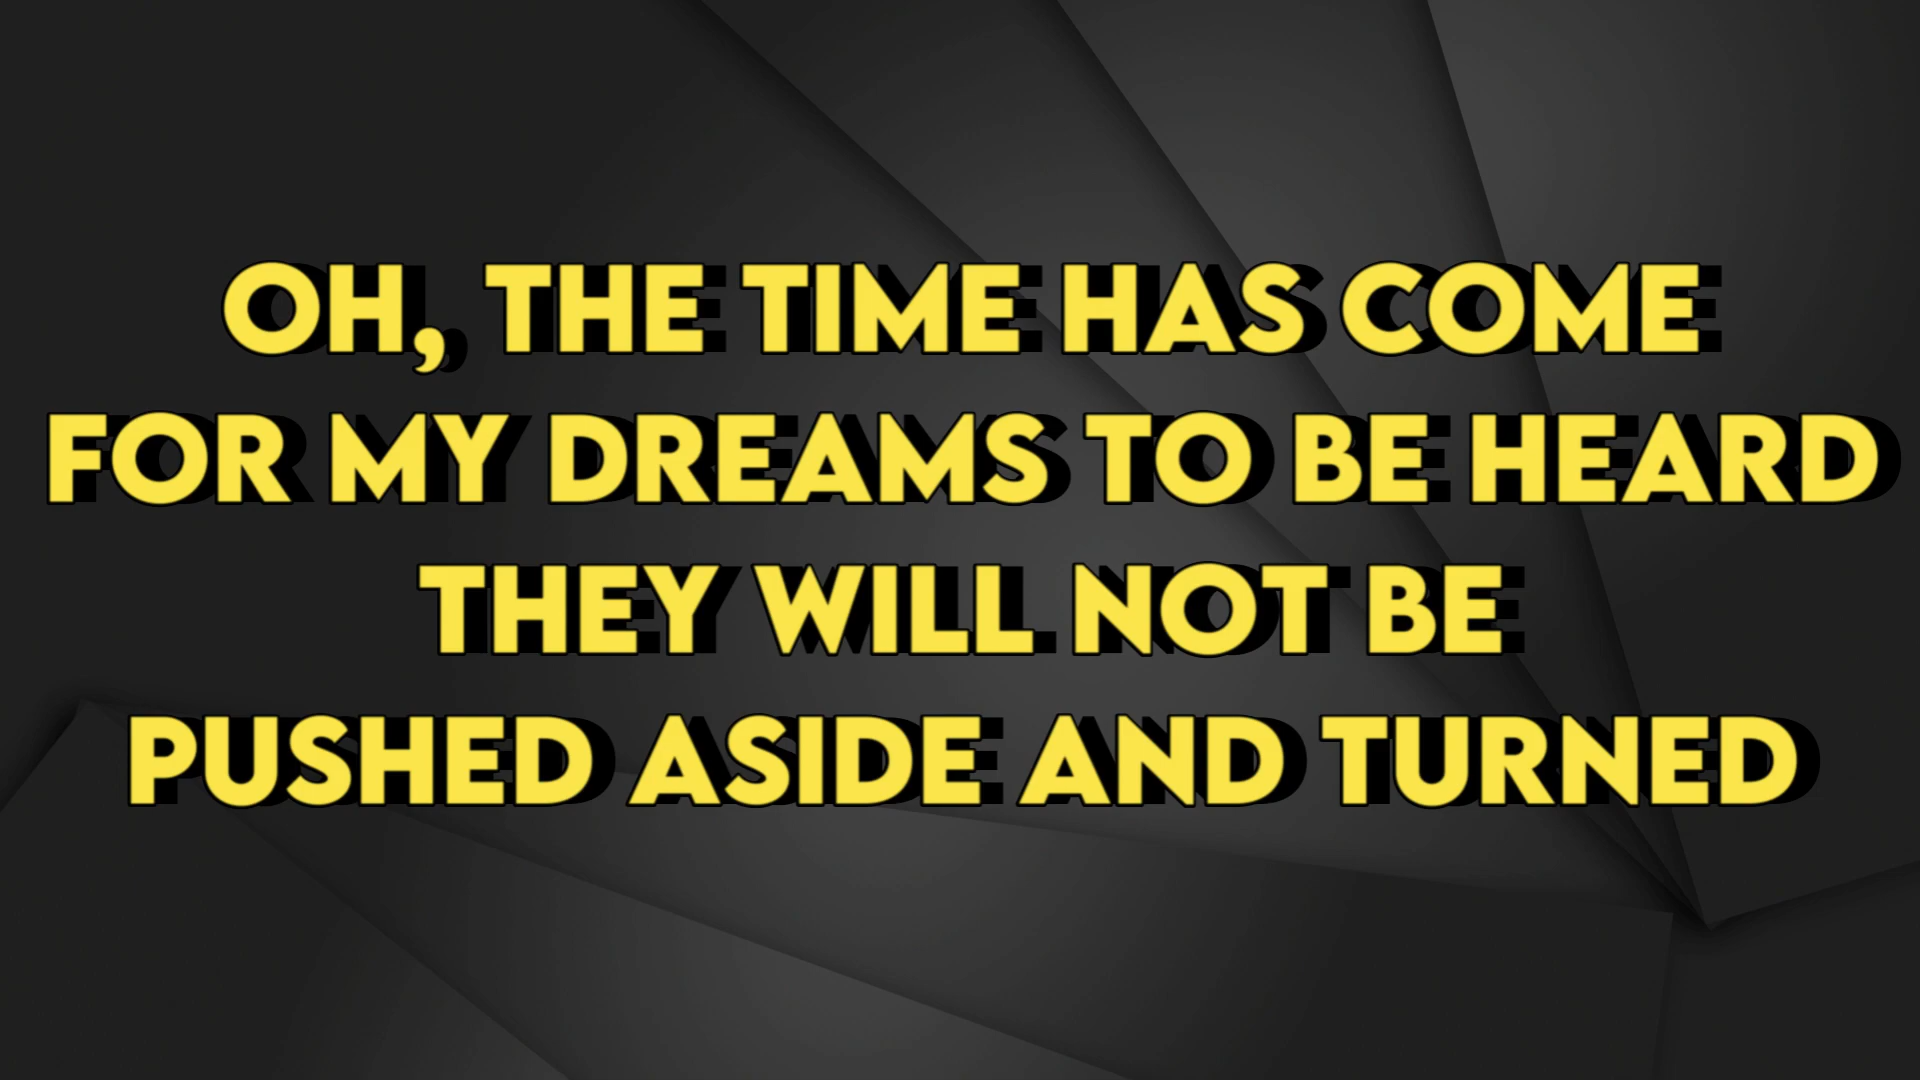 OH, THE TIME HAS COME
FOR MY DREAMS TO BE HEARD
THEY WILL NOT BE
PUSHED ASIDE AND TURNED